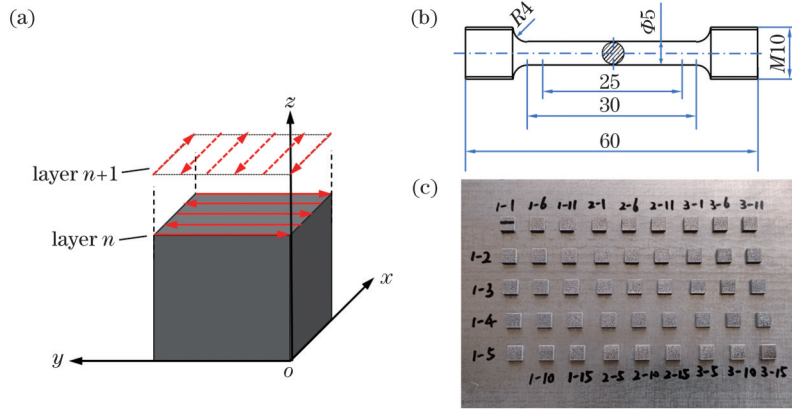 (a)
z
layer n+1
layer n
x
y
o
(b)
R4
Φ5
M10
25
30
60
(c)
1-1 1-6 1-11 2-1 2-6 2-11 3-1 3-6 3-11
1-2
1-3
1-4
1-5
1-10 1-15 2-5 2-10 2-15 3-5 3-10 3-15